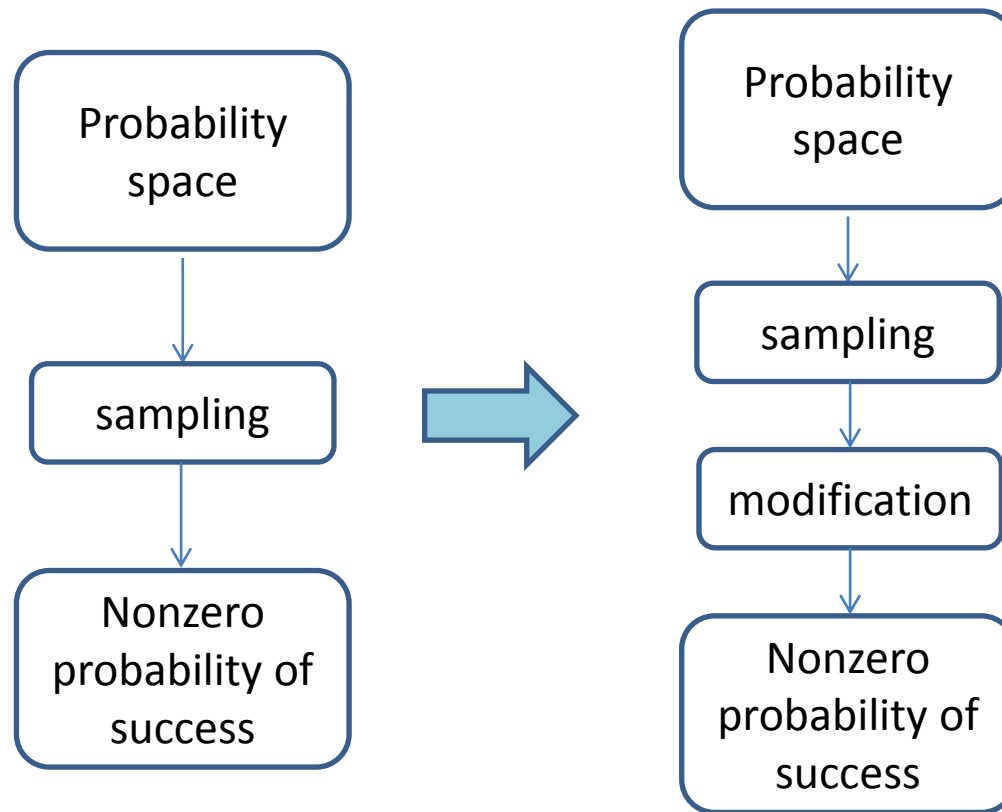 Probability
space
sampling
Nonzero
probability of
success
Probability
space
sampling
modification
Nonzero
probability of
success